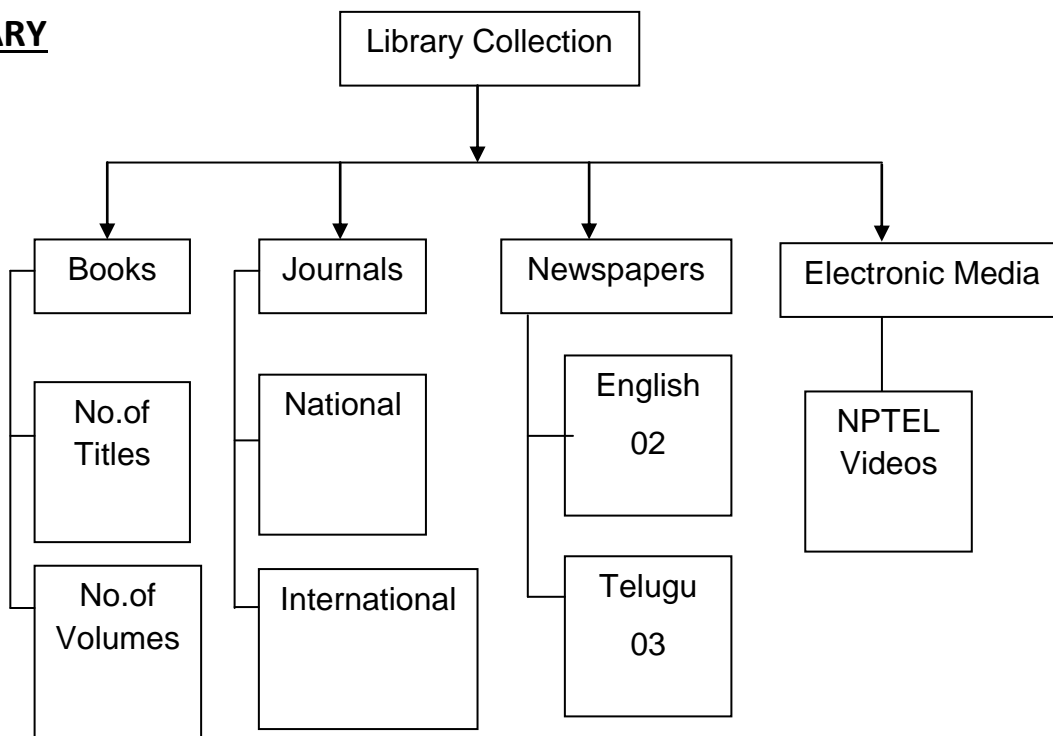 ARY
Library Collection
Books
Journals
Newspapers
Electronic Media
No.of
Titles
No.of
Volumes
National
International
English
02
Telugu
03
NPTEL
Videos